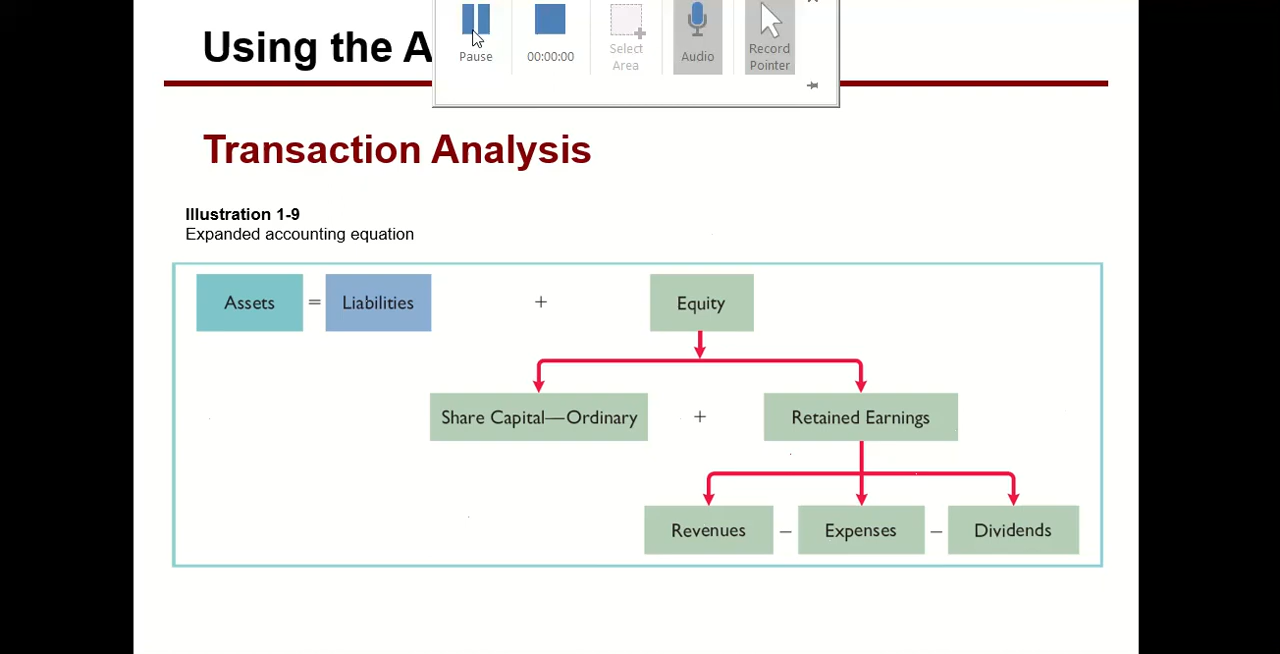 Using the A
Pause
00:00:00
Select
Area
Audio
Record
Pointer
Transaction Analysis
Illustration 1-9
Expanded accounting equation
Assets = Liabilities + Equity
Share Capital—Ordinary + Retained Earnings
Revenues – Expenses – Dividends